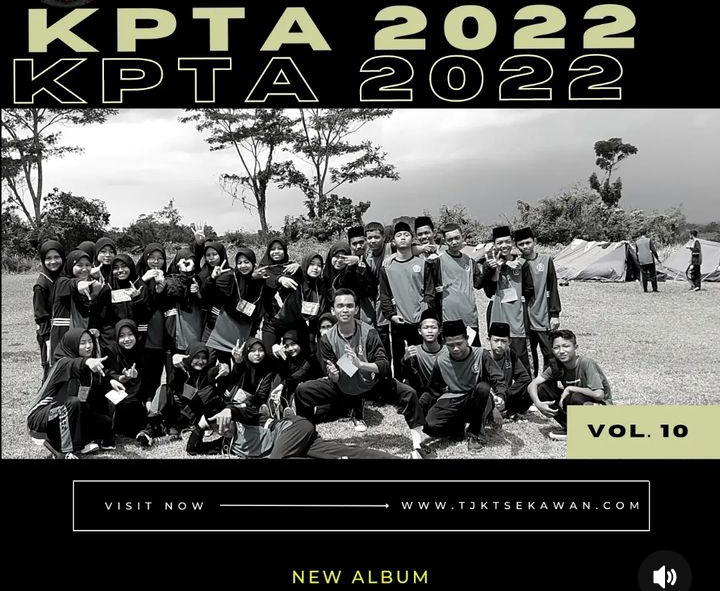 KPTA 2022
KPTA 2022
VOL. 10
VISIT NOW
WWW.TJKTSEKAWAN.COM
NEW ALBUM